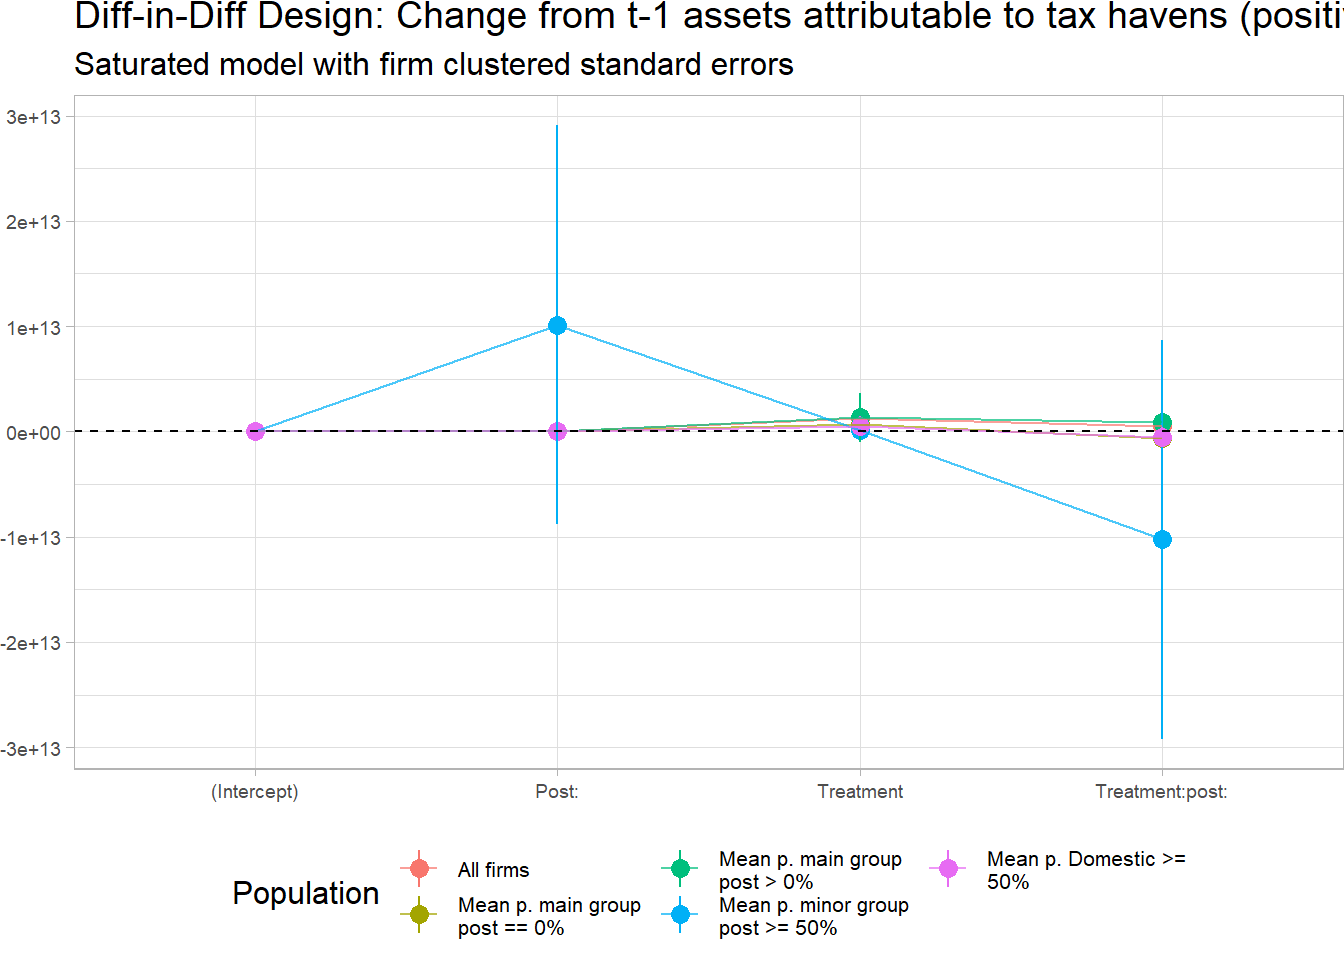 Diff-in-Diff Design: Change from t-1 assets attributable to tax havens (positi
Saturated model with firm clustered standard errors
3e+13
2e+13
1e+13
0e+00
-1e+13
-2e+13
-3e+13
(Intercept)
Post:
Treatment
Treatment:post:
Population
All firms
Mean p. main group
post == 0%
Mean p. main group
post > 0%
Mean p. minor group
post >= 50%
Mean p. Domestic >=
50%